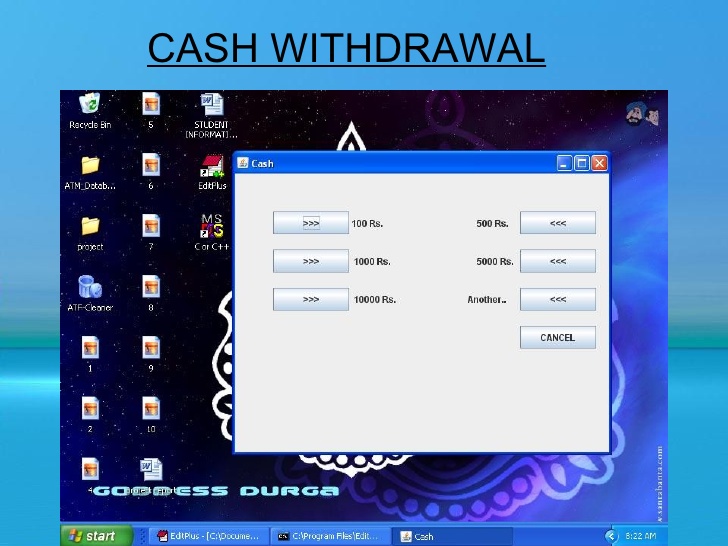 CASH WITHDRAWAL
Recycle Bin
5
STUDENT
INFORMATI...
ATM_Datab...
6
EditPlus
project
7
C or C++
ATF-Cleaner
8
1
9
2
10
4
GODDESS DURGA
Cash
>>> 100 Rs. 500 Rs. <<<
>>> 1000 Rs. 5000 Rs. <<<
>>> 10000 Rs. Another.. <<<
CANCEL
start
EditPlus - [C:\Docume...
C:\Program Files\Edit...
Cash
8:22 AM